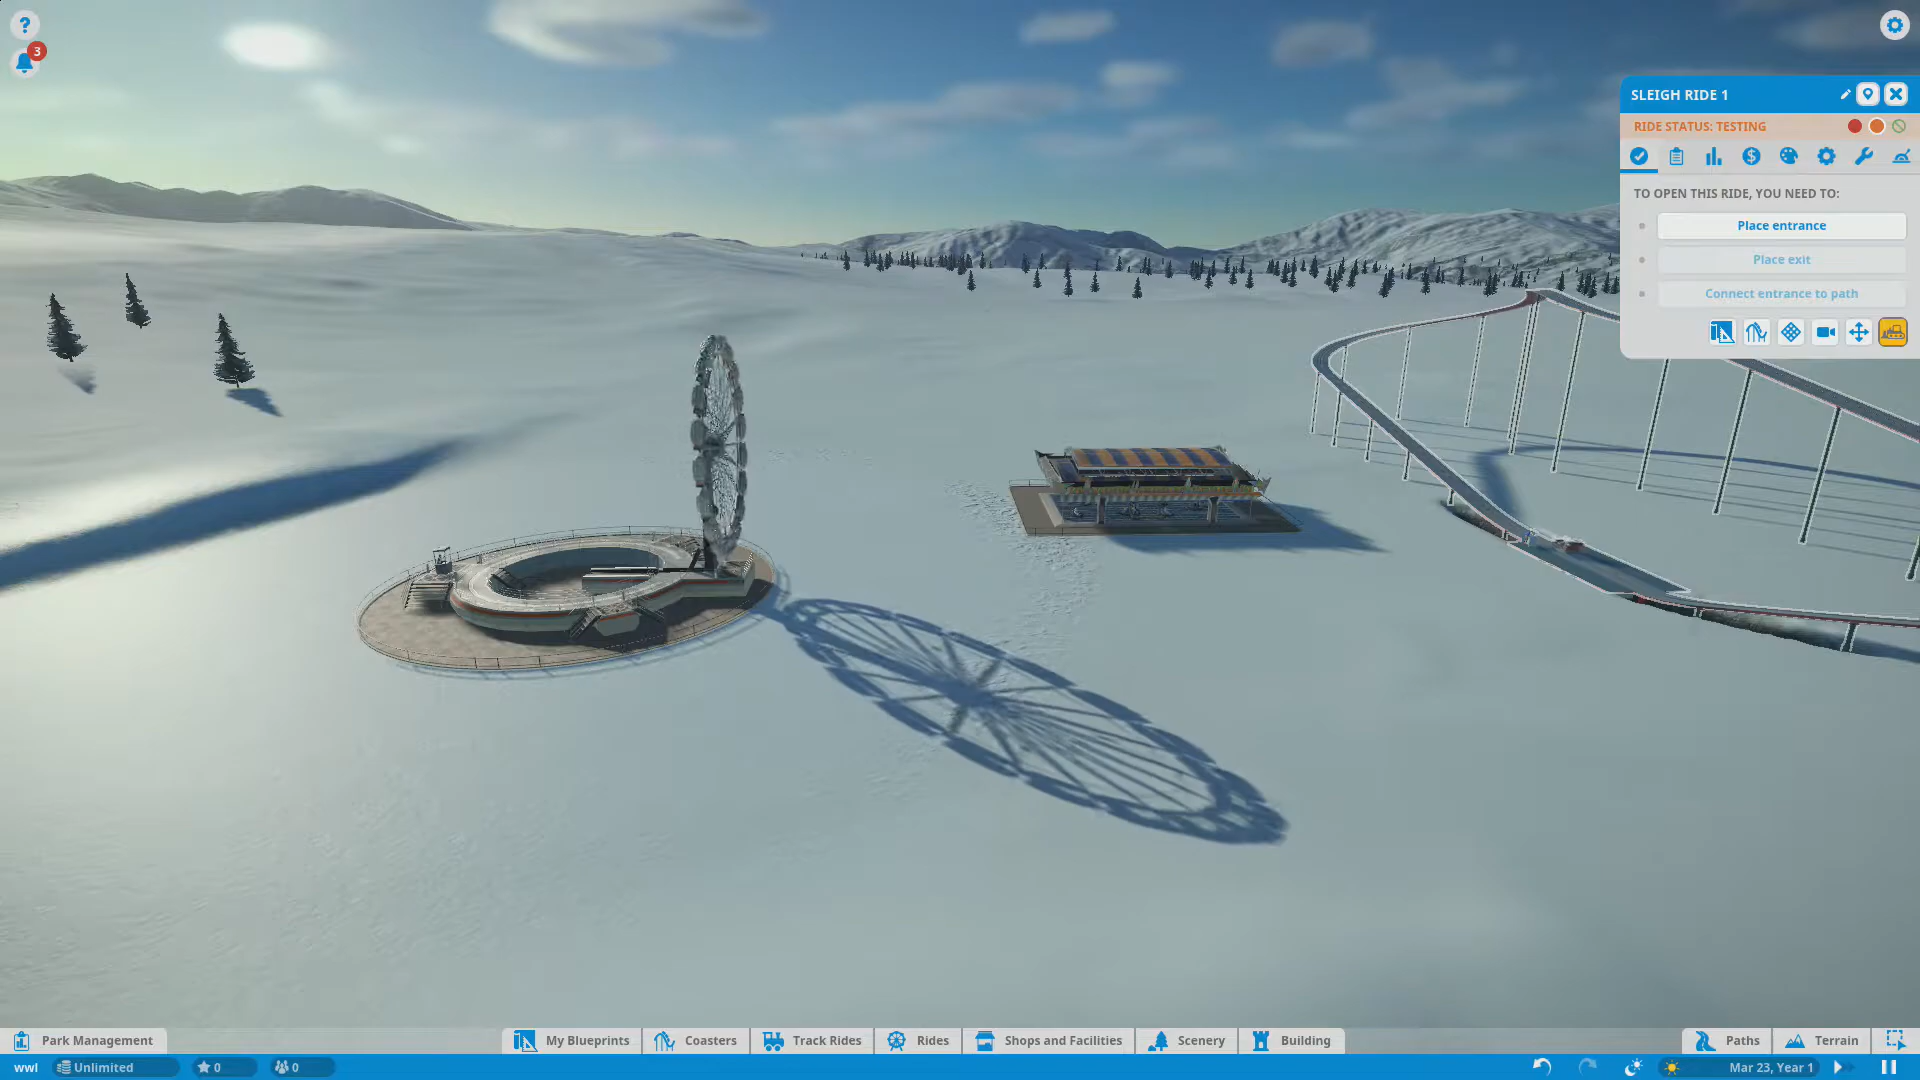 ?
3
SLEIGH RIDE 1
RIDE STATUS: TESTING
TO OPEN THIS RIDE, YOU NEED TO:
Place entrance
Place exit
Connect entrance to path
Park Management
My Blueprints
Coasters
Track Rides
Rides
Shops and Facilities
Scenery
Building
Paths
Terrain
wwl
Unlimited
0
0
Mar 23, Year 1